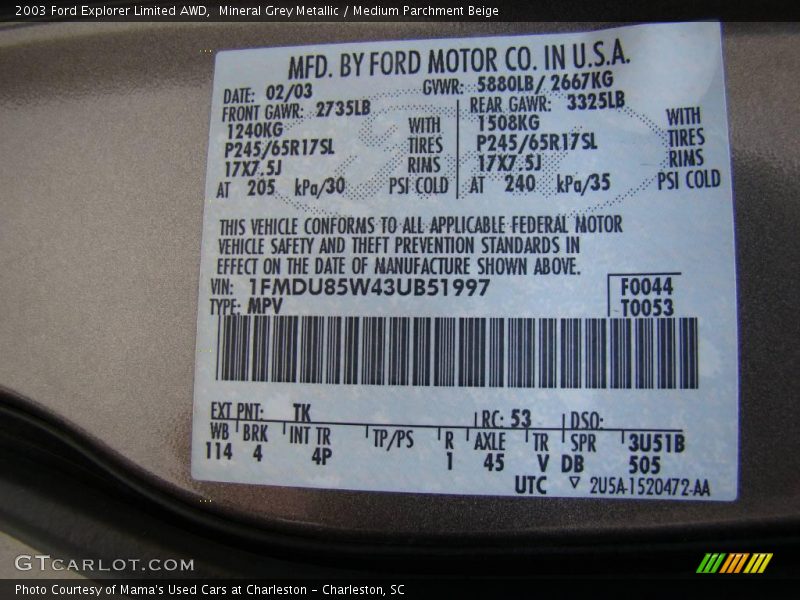 2003 Ford Explorer Limited AWD,  Mineral Grey Metallic / Medium Parchment Beige
MFD. BY FORD MOTOR CO. IN U.S.A.
DATE: 02/03 GVWR: 5880LB/ 2667KG
FRONT GAWR: 2735LB REAR GAWR: 3325LB
1240KG WITH 1508KG WITH
P245/65R17SL TIRES P245/65R17SL TIRES
17X7.5J RIMS 17X7.5J RIMS
AT 205 kPa/30 PSI COLD AT 240 kPa/35 PSI COLD
THIS VEHICLE CONFORMS TO ALL APPLICABLE FEDERAL MOTOR
VEHICLE SAFETY AND THEFT PREVENTION STANDARDS IN
EFFECT ON THE DATE OF MANUFACTURE SHOWN ABOVE.
VIN: 1FMDU85W43UB51997 F0044
TYPE: MPV T0053
EXT PNT: TK RC: 53 DSO:
WB BRK INT TR TP/PS R AXLE TR SPR 3U51B
114 4 4P 1 45 V DB 505
UTC ▽ 2U5A-1520472-AA
GTCARLOT.COM
Photo Courtesy of Mama's Used Cars at Charleston - Charleston, SC